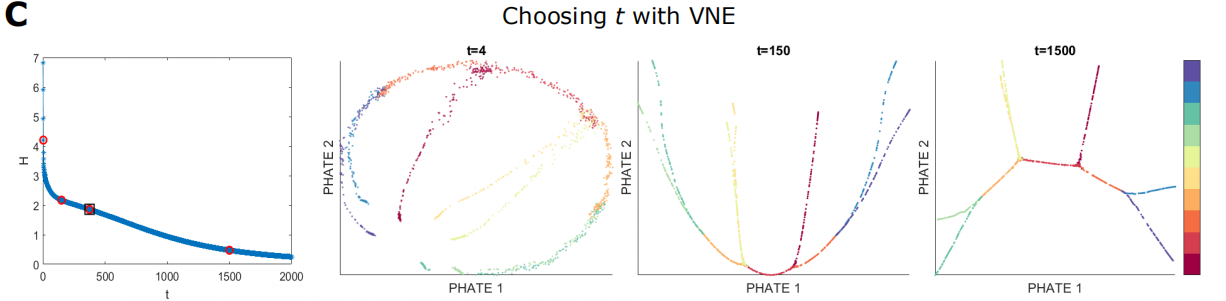 C
Choosing t with VNE
7
6
5
4
3
2
1
0
H
0
500
1000
1500
2000
t
t=4
PHATE 2
PHATE 1
t=150
PHATE 2
PHATE 1
t=1500
PHATE 2
PHATE 1